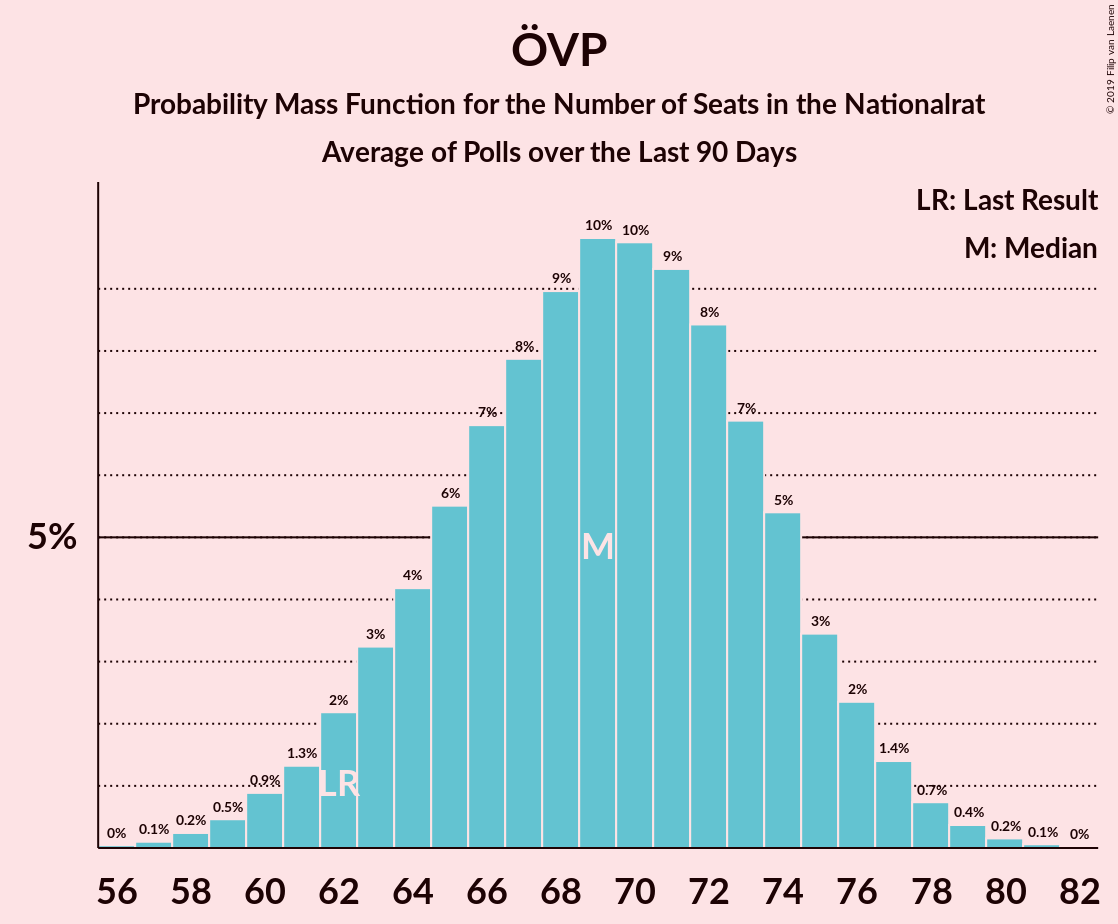 ÖVP
Probability Mass Function for the Number of Seats in the Nationalrat
Average of Polls over the Last 90 Days
© 2019 Filip van Laenen
LR: Last Result
M: Median
5%
0% 0.1% 0.2% 0.5% 0.9% 1.3% 2% 3% 4% 6% 7% 8% 9% 10% 10% 9% 8% 7% 5% 3% 2% 1.4% 0.7% 0.4% 0.2% 0.1% 0%
M
LR
56 58 60 62 64 66 68 70 72 74 76 78 80 82